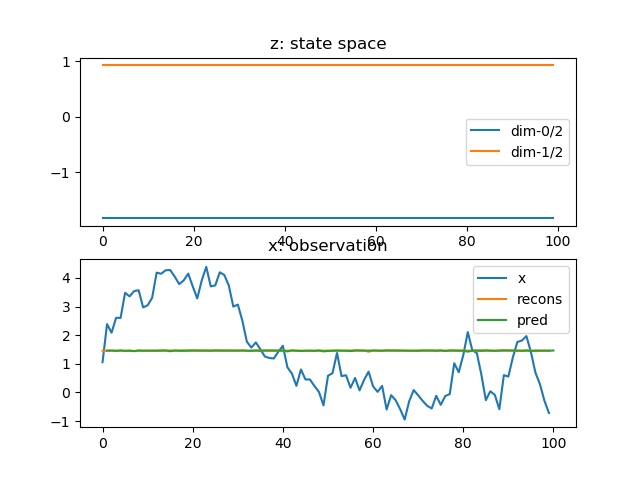 z: state space
1
0
−1
dim-0/2
dim-1/2
0 20 40 60 80 100
x: observation
4
3
2
1
0
−1
x
recons
pred
0 20 40 60 80 100